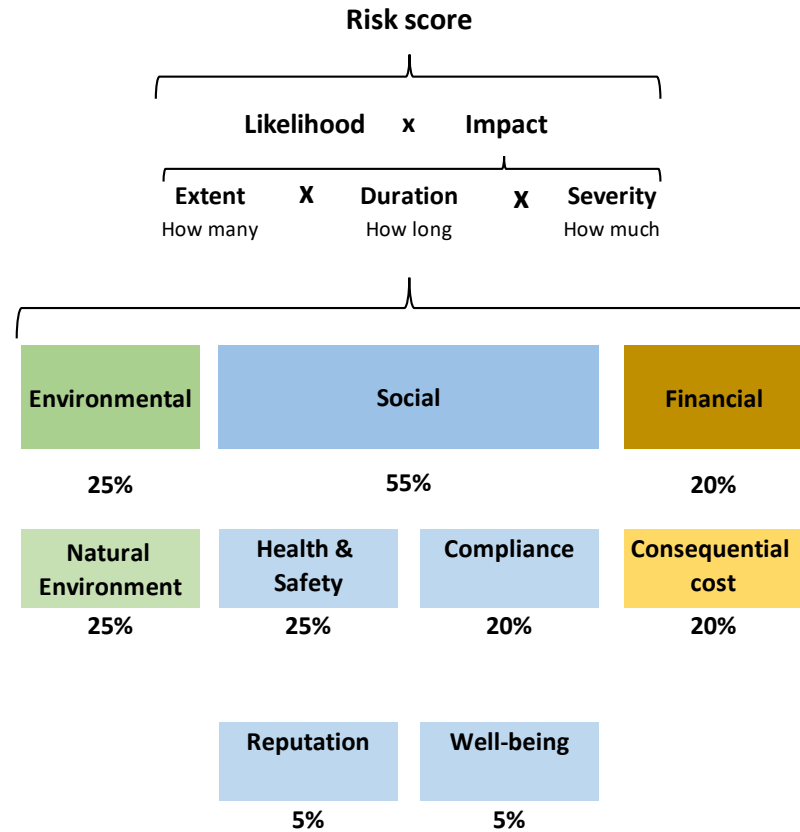 Risk score
Likelihood x Impact
Extent X Duration X Severity
How many How long How much
Environmental Social Financial
25% 55% 20%
Natural Environment Health & Safety Compliance Consequential cost
25% 25% 20% 20%
Reputation Well-being
5% 5%